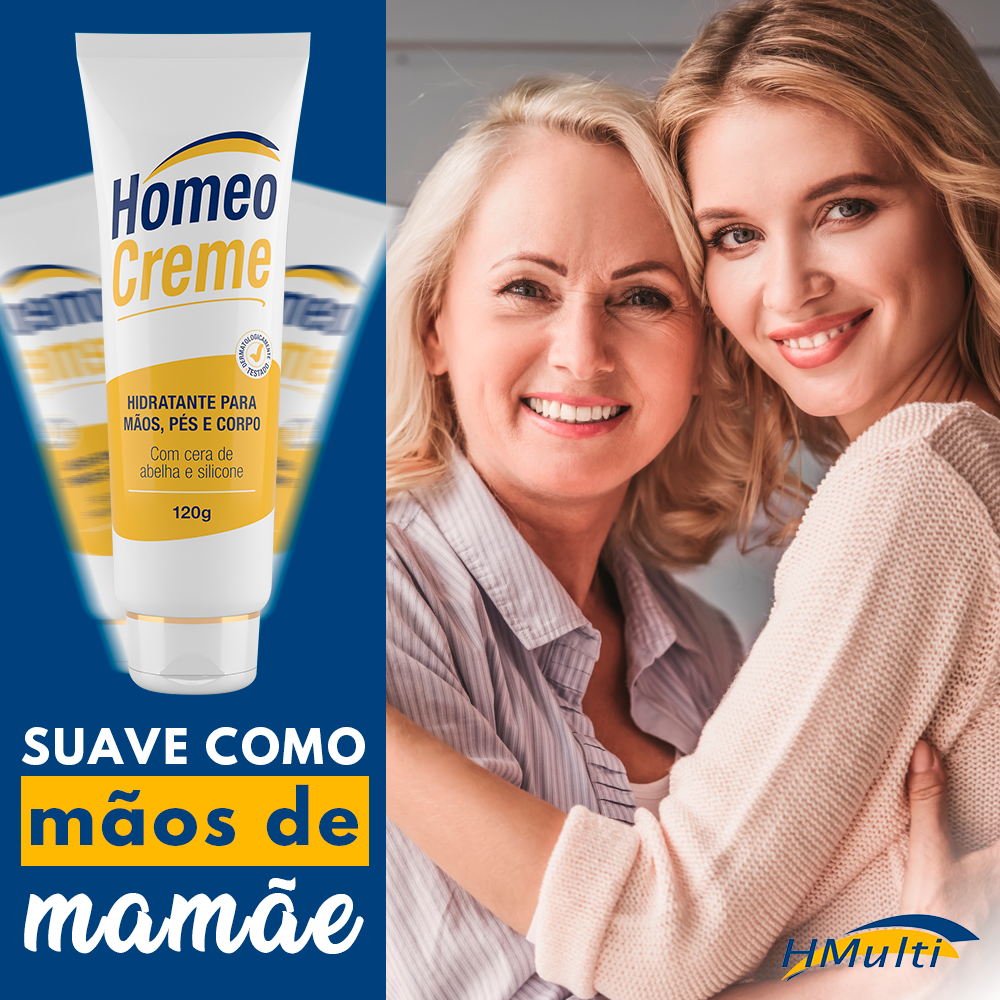 Homeo
Creme
DERMATOLOGICAMENTE TESTADO
HIDRATANTE PARA
MÃOS, PÉS E CORPO
Com cera de
abelha e silicone
120g
SUAVE COMO
mãos de
mamãe
HMulti